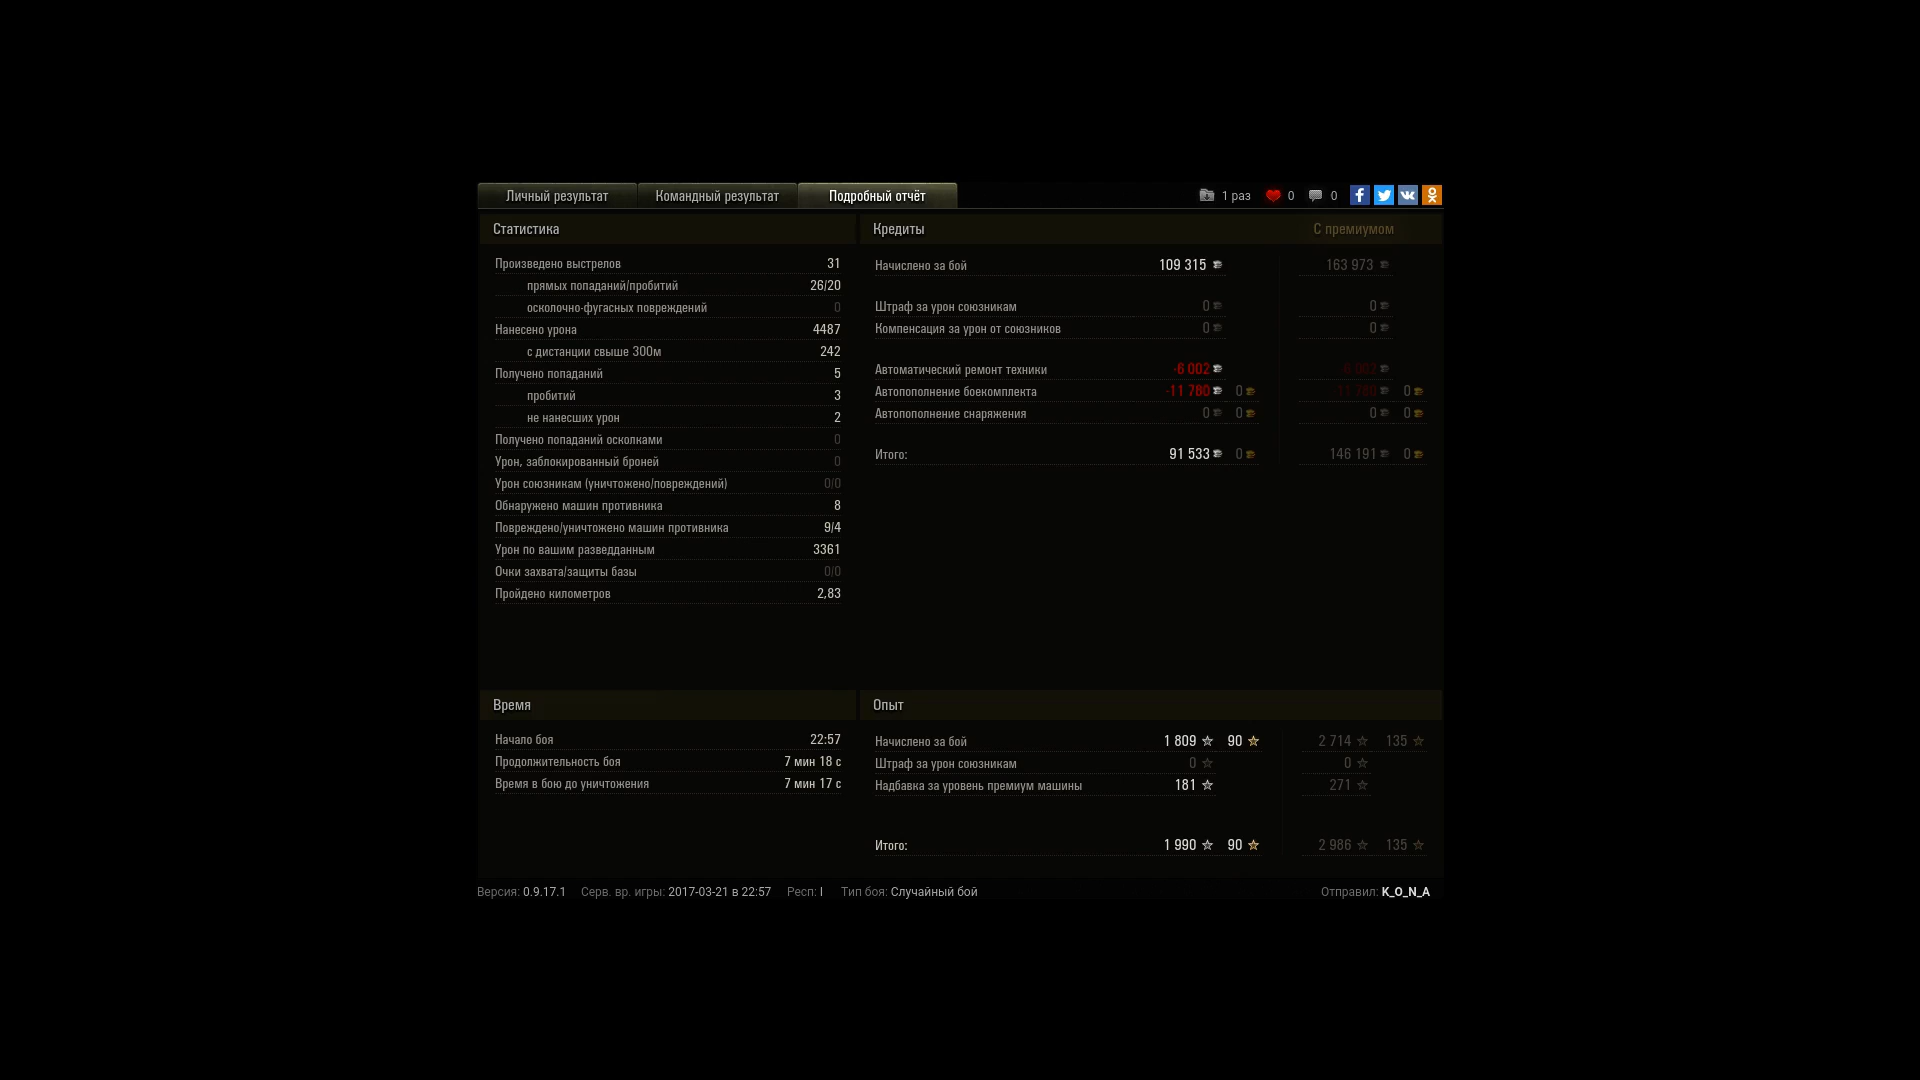 Личный результат Командный результат Подробный отчёт 1 раз 0 0
Статистика
Произведено выстрелов 31
прямых попаданий/пробитий 26/20
осколочно-фугасных повреждений 0
Нанесено урона 4487
с дистанции свыше 300м 242
Получено попаданий 5
пробитий 3
не нанесших урон 2
Получено попаданий осколками 0
Урон, заблокированный броней 0
Урон союзникам (уничтожено/повреждений) 0/0
Обнаружено машин противника 8
Повреждено/уничтожено машин противника 9/4
Урон по вашим разведданным 3361
Очки захвата/защиты базы 0/0
Пройдено километров 2,83
Кредиты С премиумом
Начислено за бой 109 315 163 973
Штраф за урон союзникам 0 0
Компенсация за урон от союзников 0 0
Автоматический ремонт техники -6 002 -6 002
Автопополнение боекомплекта -11 780 0 -11 780 0
Автопополнение снаряжения 0 0 0 0
Итого: 91 533 0 146 191 0
Время
Начало боя 22:57
Продолжительность боя 7 мин 18 с
Время в бою до уничтожения 7 мин 17 с
Опыт
Начислено за бой 1 809 90 2 714 135
Штраф за урон союзникам 0 0
Надбавка за уровень премиум машины 181 271
Итого: 1 990 90 2 986 135
Версия: 0.9.17.1 Серв. вр. игры: 2017-03-21 в 22:57 Респ: I Тип боя: Случайный бой Отправил: K_O_N_A